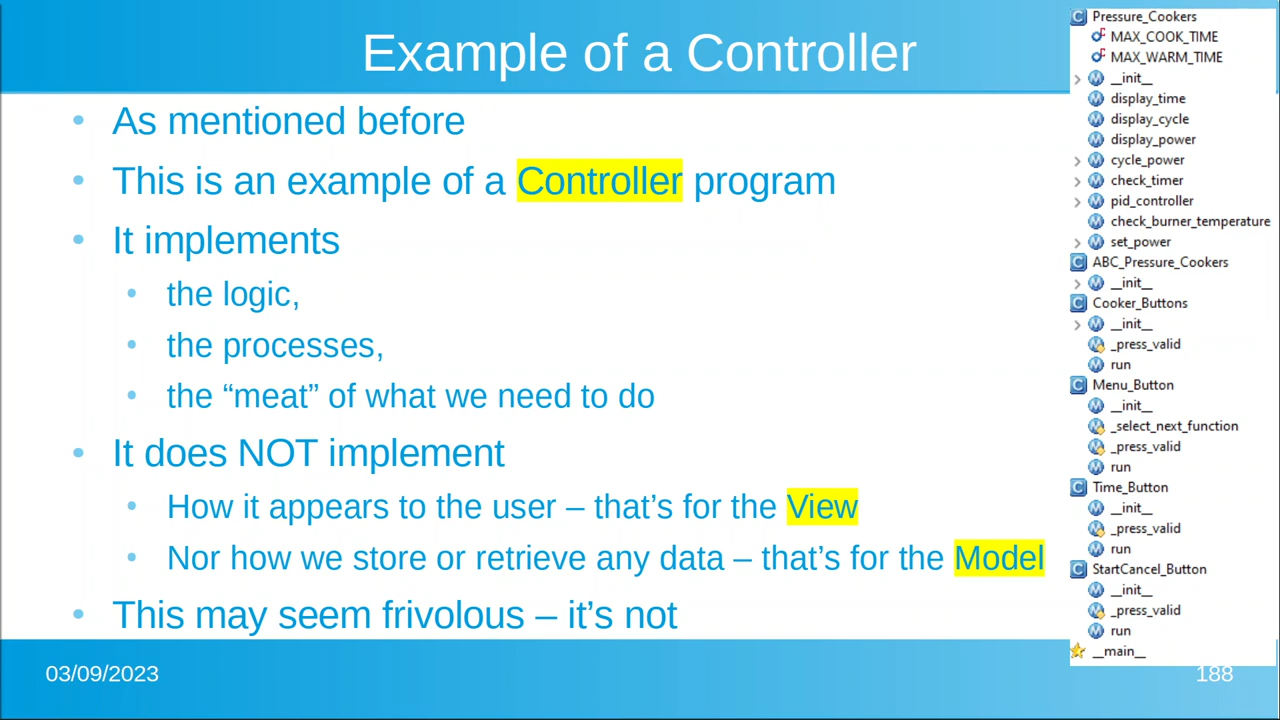 Example of a Controller
• As mentioned before
• This is an example of a Controller program
• It implements
• the logic,
• the processes,
• the “meat” of what we need to do
• It does NOT implement
• How it appears to the user – that’s for the View
• Nor how we store or retrieve any data – that’s for the Model
• This may seem frivolous – it’s not
03/09/2023
188
Pressure_Cookers
MAX_COOK_TIME
MAX_WARM_TIME
__init__
display_time
display_cycle
display_power
cycle_power
check_timer
pid_controller
check_burner_temperature
set_power
ABC_Pressure_Cookers
__init__
Cooker_Buttons
__init__
_press_valid
run
Menu_Button
__init__
_select_next_function
_press_valid
run
Time_Button
__init__
_press_valid
run
StartCancel_Button
__init__
_press_valid
run
__main__